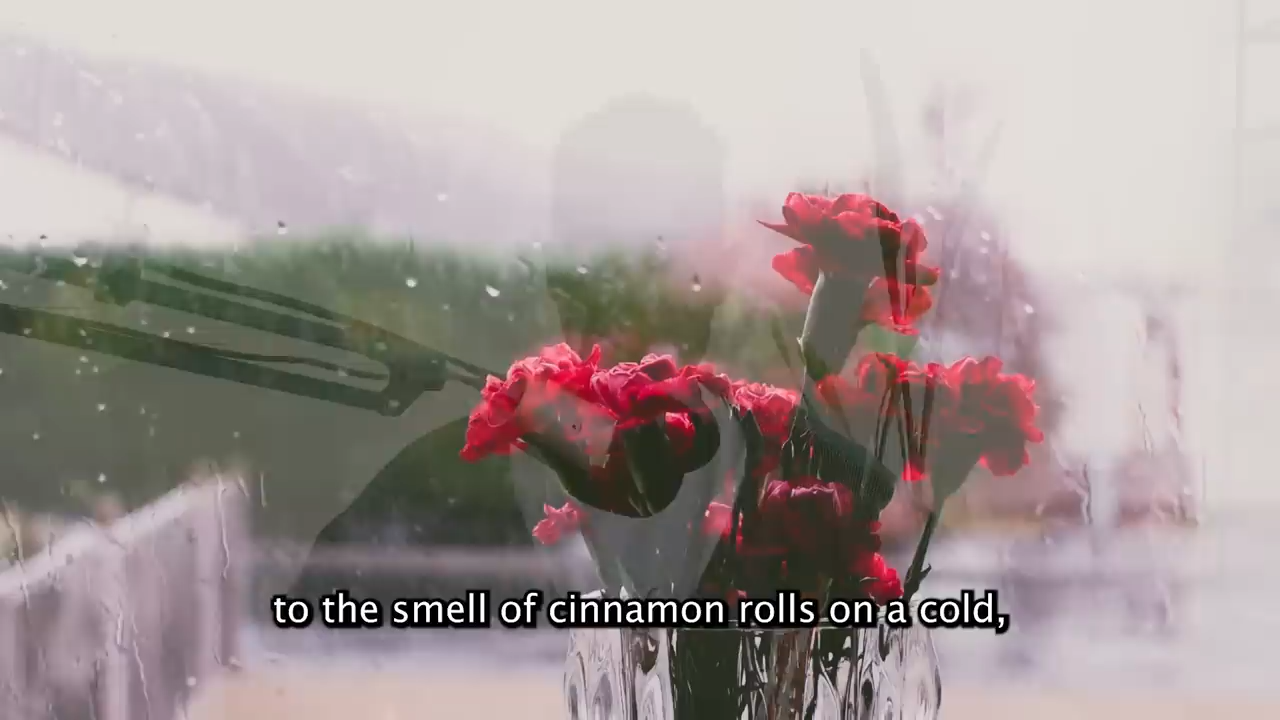 to the smell of cinnamon rolls on a cold,